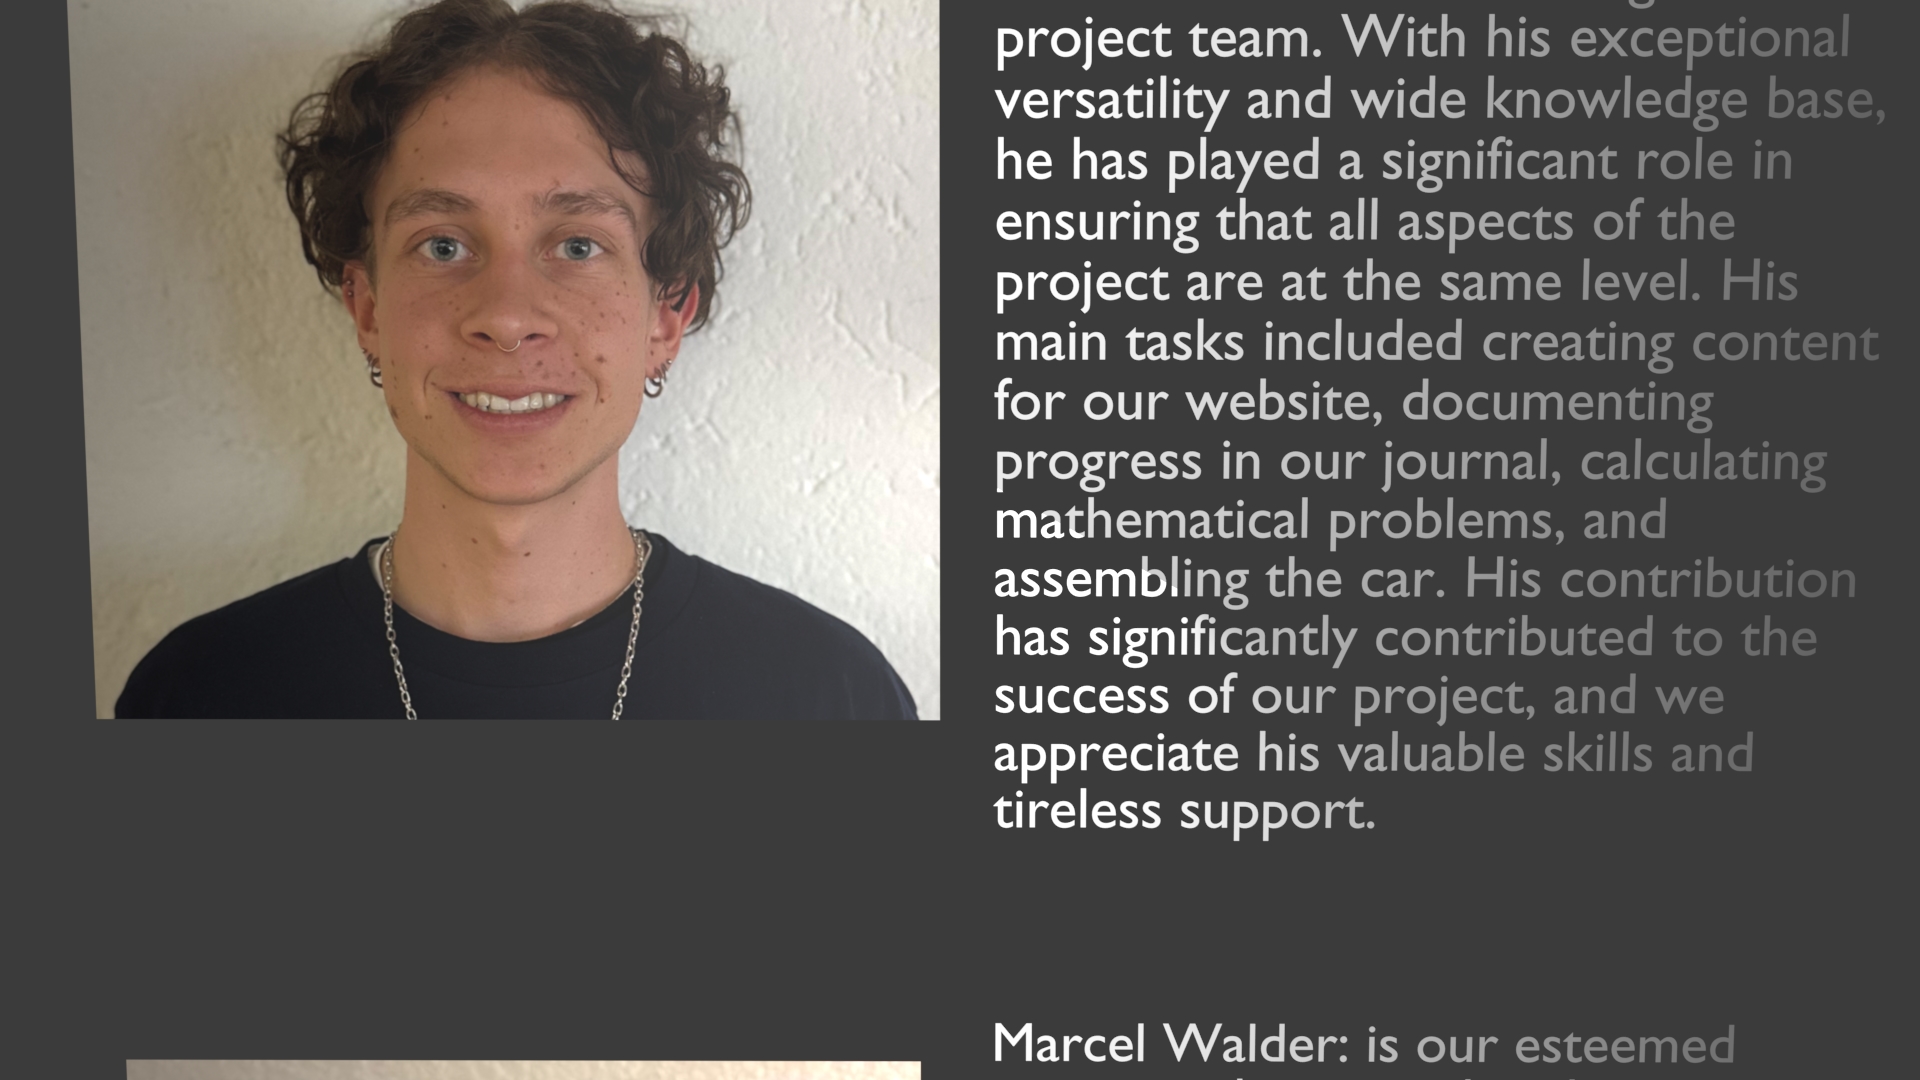 project team. With his exceptional
versatility and wide knowledge base,
he has played a significant role in
ensuring that all aspects of the
project are at the same level. His
main tasks included creating content
for our website, documenting
progress in our journal, calculating
mathematical problems, and
assembling the car. His contribution
has significantly contributed to the
success of our project, and we
appreciate his valuable skills and
tireless support.
Marcel Walder: is our esteemed